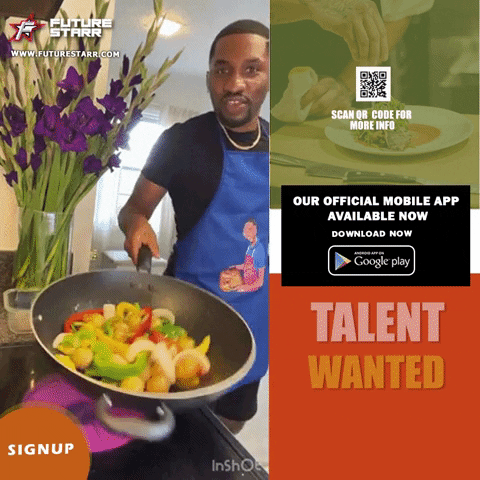 FUTURE
STARR
WWW.FUTURESTARR.COM
SCAN QR CODE FOR
MORE INFO
OUR OFFICIAL MOBILE APP
AVAILABLE NOW
DOWNLOAD NOW
ANDROID APP ON
Google play
TALENT
WANTED
SIGNUP
InShOt